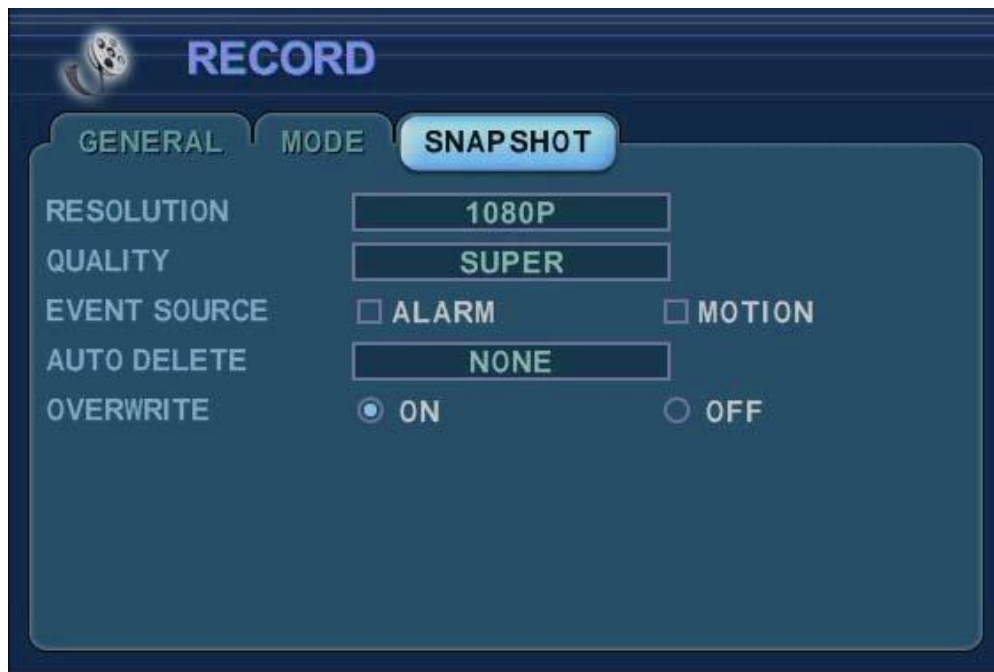 RECORD
GENERAL MODE SNAPSHOT
RESOLUTION 1080P
QUALITY SUPER
EVENT SOURCE ALARM MOTION
AUTO DELETE NONE
OVERWRITE ON OFF